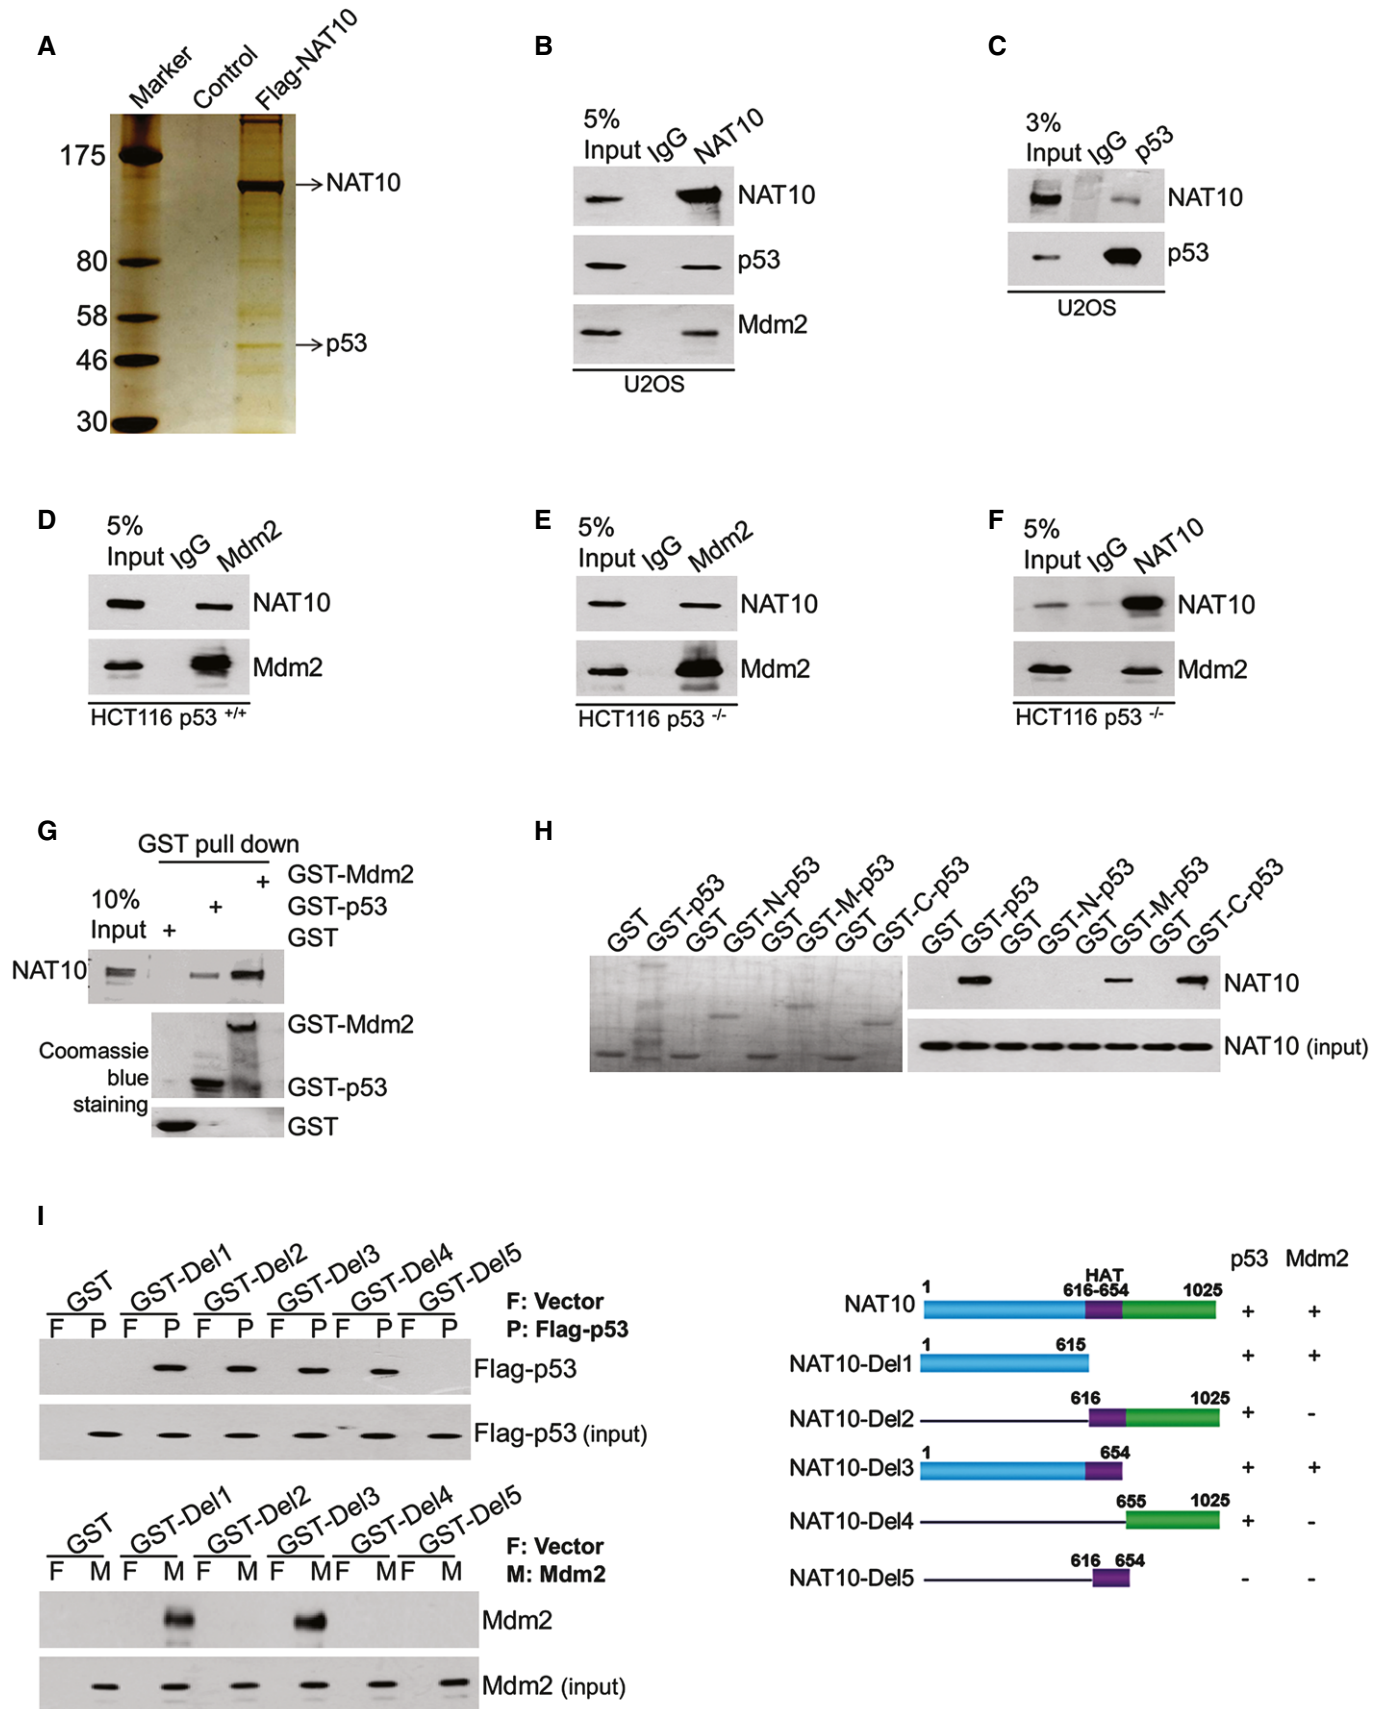 A
Marker
Control
Flag-NAT10
175
80
58
46
30
NAT10
p53
B
5%
Input IgG NAT10
NAT10
p53
Mdm2
U2OS
C
3%
Input IgG p53
NAT10
p53
U2OS
D
5%
Input IgG Mdm2
NAT10
Mdm2
HCT116 p53 +/+
E
5%
Input IgG Mdm2
NAT10
Mdm2
HCT116 p53 -/-
F
5%
Input IgG NAT10
NAT10
Mdm2
HCT116 p53 -/-
G
GST pull down
+ GST-Mdm2
10% + GST-p53
Input + GST
NAT10
Coomassie
blue
staining
GST-Mdm2
GST-p53
GST
H
GST GST-p53 GST GST-N-p53 GST GST-M-p53 GST GST-C-p53
GST GST-p53 GST GST-N-p53 GST GST-M-p53 GST GST-C-p53
NAT10
NAT10 (input)
I
GST GST-Del1 GST-Del2 GST-Del3 GST-Del4 GST-Del5
F P F P F P F P F P F P
F: Vector
P: Flag-p53
Flag-p53
Flag-p53 (input)
GST GST-Del1 GST-Del2 GST-Del3 GST-Del4 GST-Del5
F M F M F M F M F M F M
F: Vector
M: Mdm2
Mdm2
Mdm2 (input)
p53 Mdm2
HAT
1 616-654 1025
NAT10 + +
1 615
NAT10-Del1 + +
616 1025
NAT10-Del2 + -
1 654
NAT10-Del3 + +
655 1025
NAT10-Del4 + -
616 654
NAT10-Del5 - -